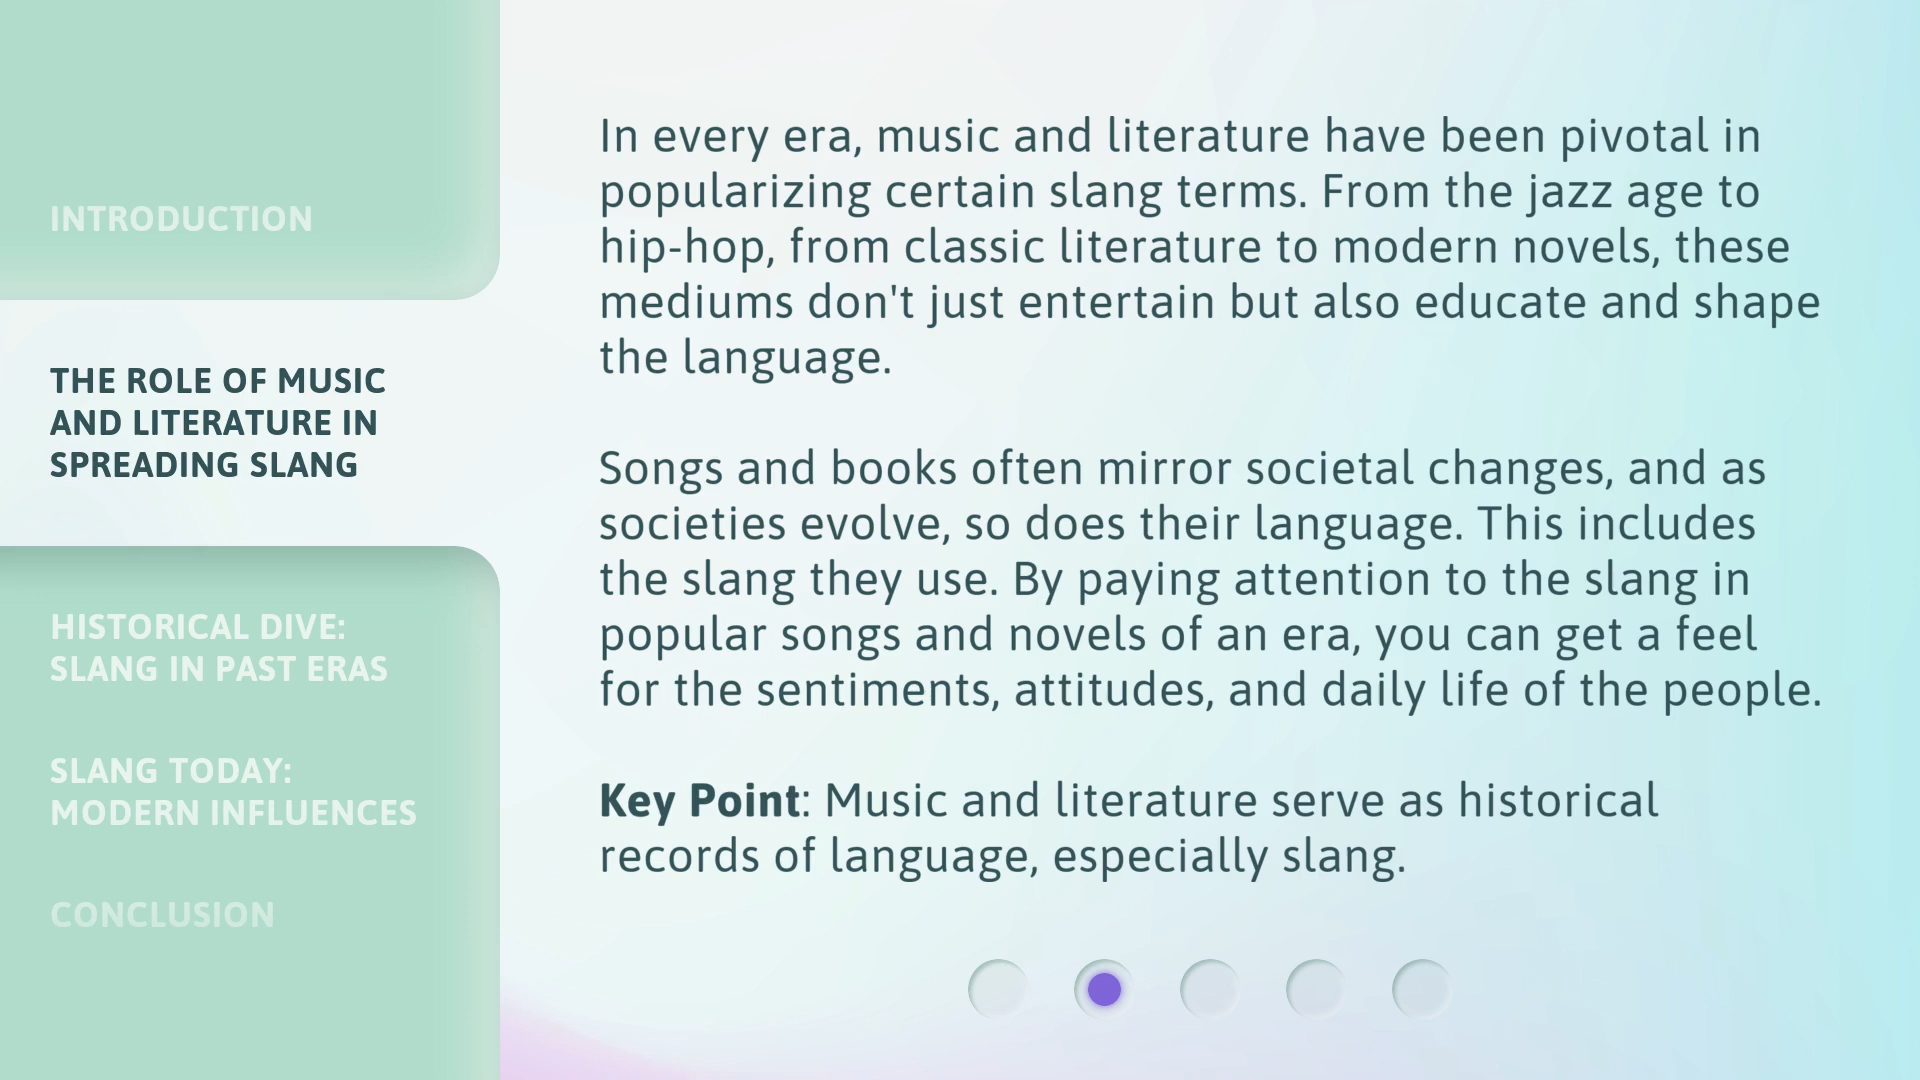 INTRODUCTION
THE ROLE OF MUSIC
AND LITERATURE IN
SPREADING SLANG
HISTORICAL DIVE:
SLANG IN PAST ERAS
SLANG TODAY:
MODERN INFLUENCES
CONCLUSION
In every era, music and literature have been pivotal in
popularizing certain slang terms. From the jazz age to
hip-hop, from classic literature to modern novels, these
mediums don't just entertain but also educate and shape
the language.
Songs and books often mirror societal changes, and as
societies evolve, so does their language. This includes
the slang they use. By paying attention to the slang in
popular songs and novels of an era, you can get a feel
for the sentiments, attitudes, and daily life of the people.
Key Point: Music and literature serve as historical
records of language, especially slang.